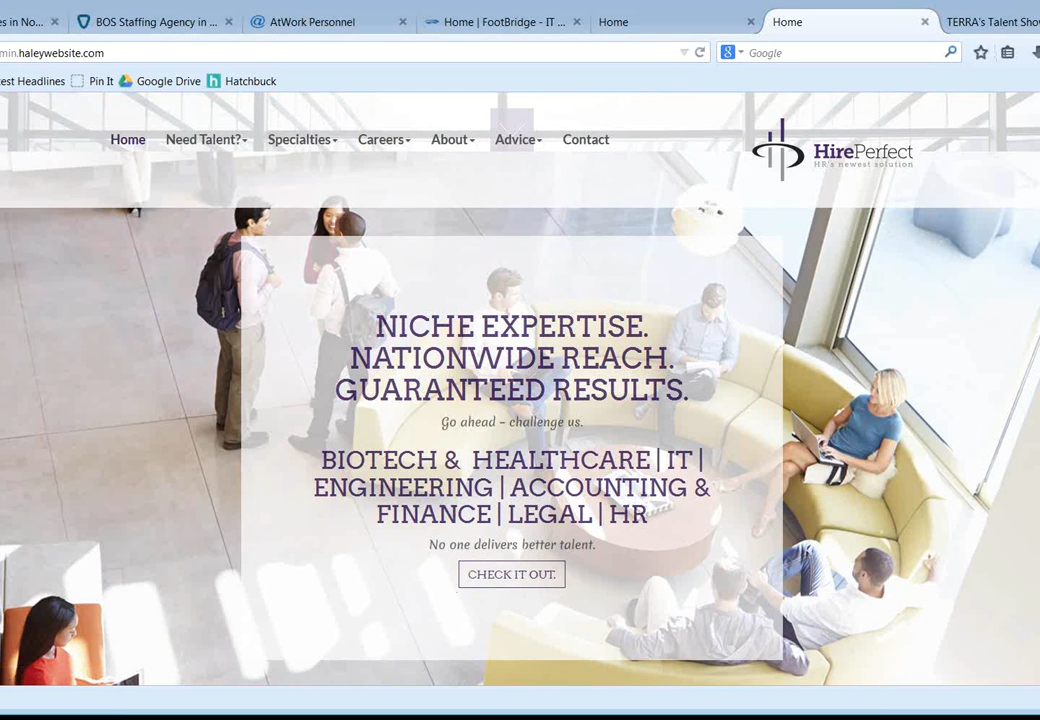 es in No...
BOS Staffing Agency in ...
AtWork Personnel
Home | FootBridge - IT ...
Home
Home
TERRA's Talent Sho
min.haleywebsite.com
Google
est Headlines
Pin It
Google Drive
Hatchbuck
Home
Need Talent?
Specialties
Careers
About
Advice
Contact
HirePerfect
HR's newest solution
NICHE EXPERTISE.
NATIONWIDE REACH.
GUARANTEED RESULTS.
Go ahead – challenge us.
BIOTECH & HEALTHCARE | IT |
ENGINEERING | ACCOUNTING &
FINANCE | LEGAL | HR
No one delivers better talent.
CHECK IT OUT.